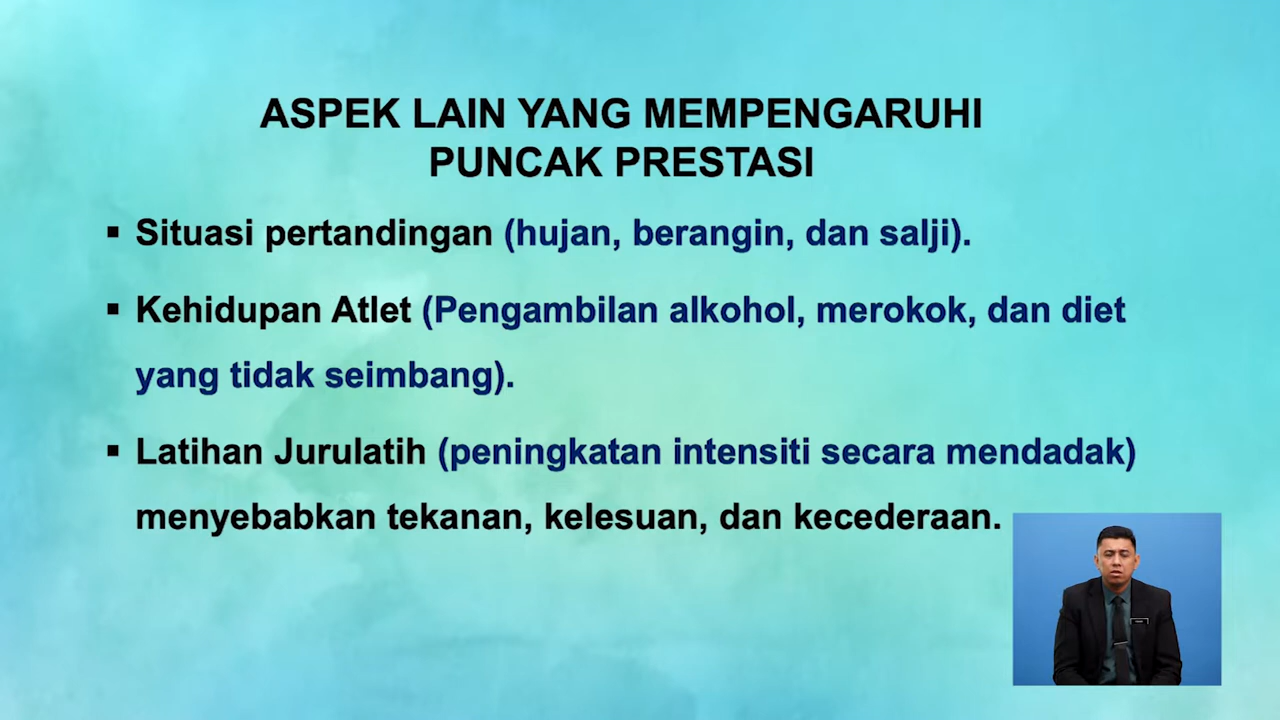 ASPEK LAIN YANG MEMPENGARUHI
PUNCAK PRESTASI
▪ Situasi pertandingan (hujan, berangin, dan salji).
▪ Kehidupan Atlet (Pengambilan alkohol, merokok, dan diet
yang tidak seimbang).
▪ Latihan Jurulatih (peningkatan intensiti secara mendadak)
menyebabkan tekanan, kelesuan, dan kecederaan.